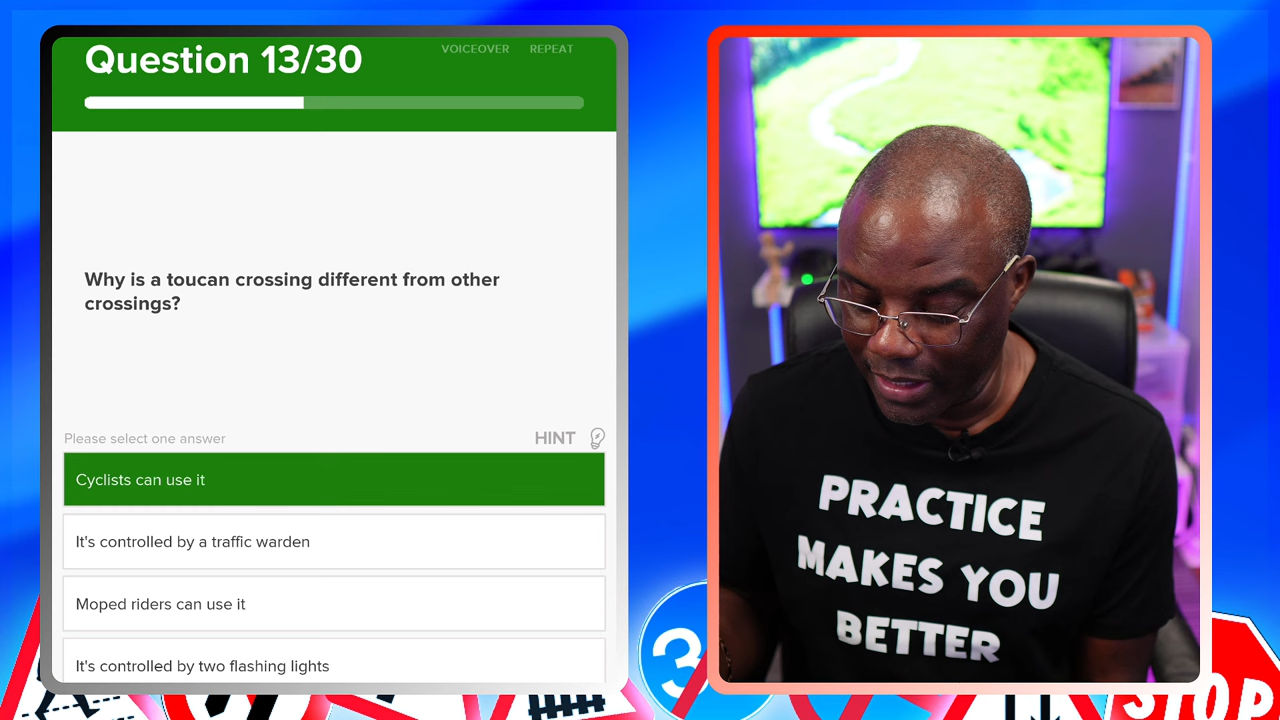 Question 13/30
VOICEOVER REPEAT
Why is a toucan crossing different from other
crossings?
Please select one answer
HINT
Cyclists can use it
It's controlled by a traffic warden
Moped riders can use it
It's controlled by two flashing lights
PRACTICE
MAKES YOU
BETTER
3
STOP